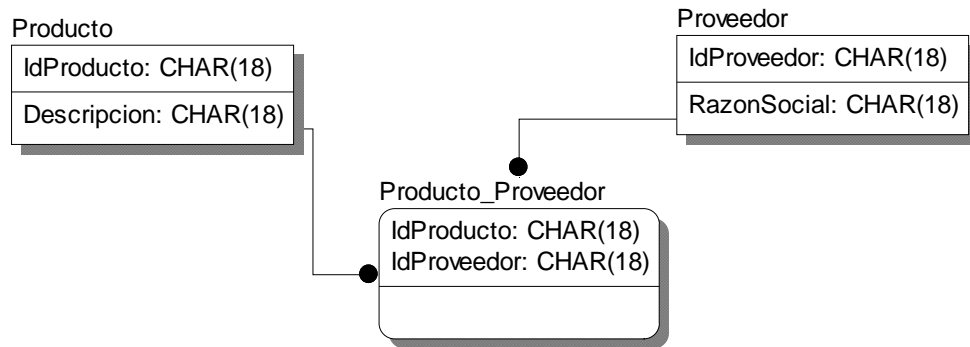 Producto
IdProducto: CHAR(18)
Descripcion: CHAR(18)
Proveedor
IdProveedor: CHAR(18)
RazonSocial: CHAR(18)
Producto_Proveedor
IdProducto: CHAR(18)
IdProveedor: CHAR(18)